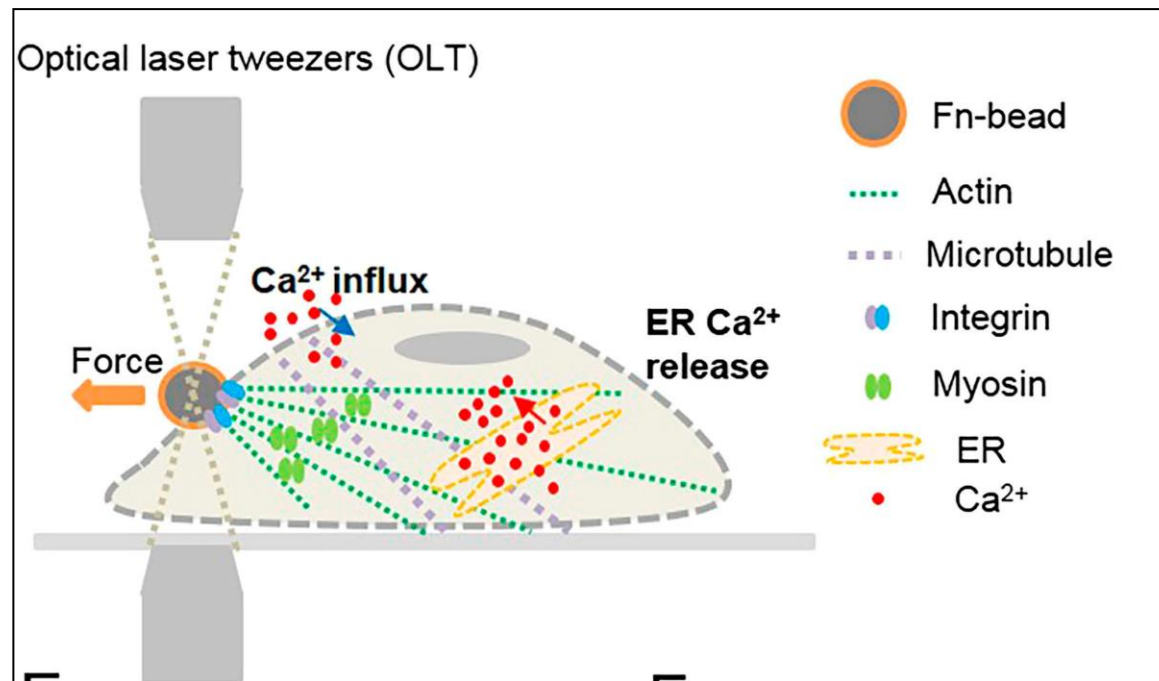 Optical laser tweezers (OLT)
Fn-bead
Actin
Microtubule
Ca²⁺ influx
ER Ca²⁺
release
Integrin
Force
Myosin
ER
Ca²⁺